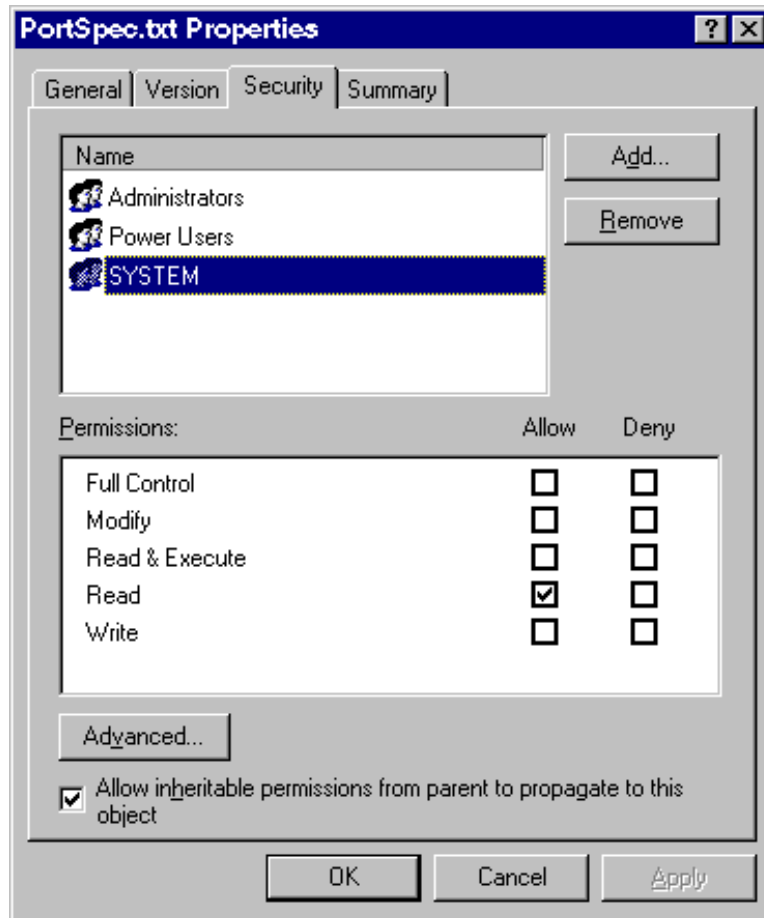 PortSpec.txt Properties
General Version Security Summary
Name
Add...
Administrators
Remove
Power Users
SYSTEM
Permissions: Allow Deny
Full Control
Modify
Read & Execute
Read
Write
Advanced...
Allow inheritable permissions from parent to propagate to this
object
OK Cancel Apply